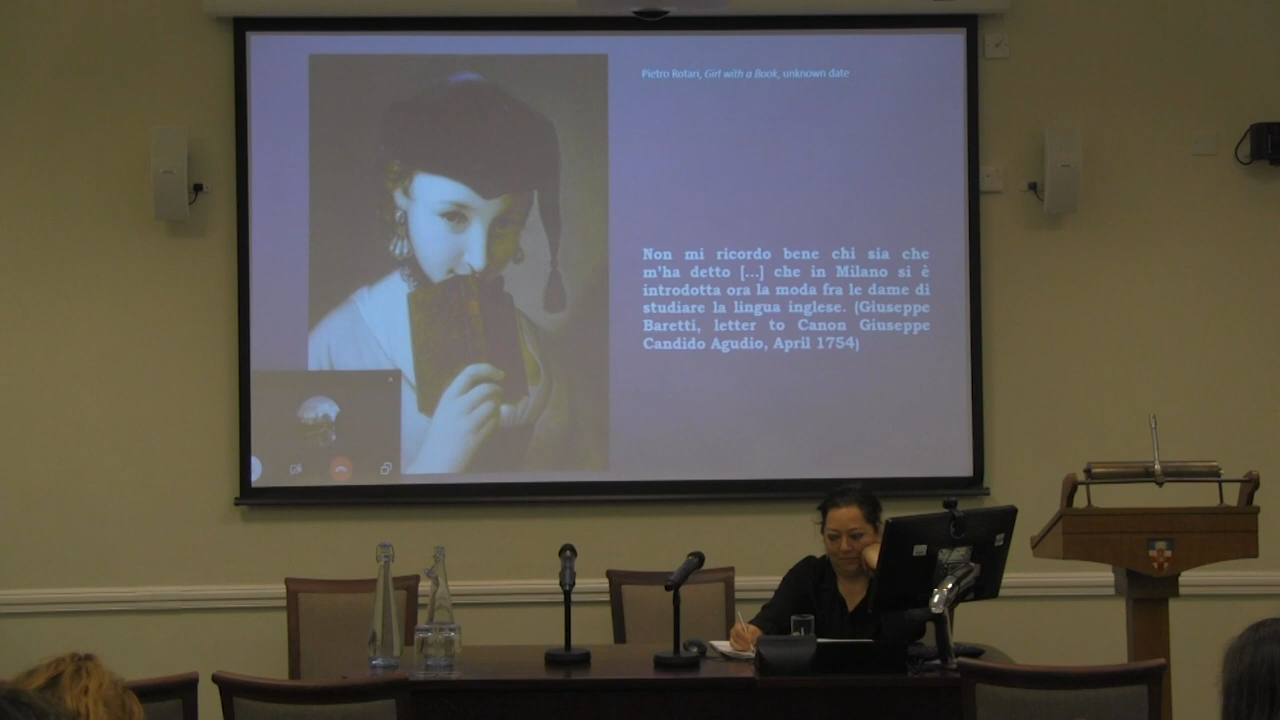 Pietro Rotari, Girl with a Book, unknown date
Non mi ricordo bene chi sia che
m'ha detto [...] che in Milano si è
introdotta ora la moda fra le dame di
studiare la lingua inglese. (Giuseppe
Baretti, letter to Canon Giuseppe
Candido Agudio, April 1754)